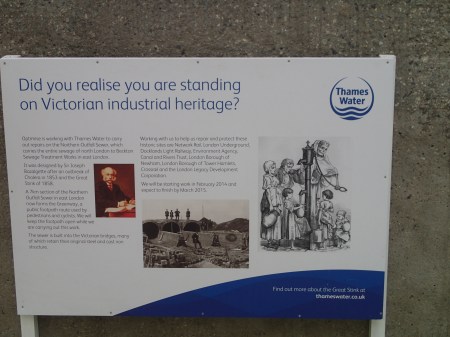 Did you realise you are standing
on Victorian industrial heritage?
Thames
Water
Optimise is working with Thames Water to carry
out repairs on the Northern Outfall Sewer, which
carries the entire sewage of north London to Beckton
Sewage Treatment Works in east London.
It was designed by Sir Joseph
Bazalgette after an outbreak of
Cholera in 1853 and the Great
Stink of 1858.
A 7km section of the Northern
Outfall Sewer in east London
now forms the Greenway, a
public footpath most used by
pedestrians and cyclists. We will
keep the footpath open while we
are carrying out this work.
The sewer is built into the Victorian bridges, many
of which retain their original steel and cast iron
structure.
Working with us to help us repair and protect these
historic sites are Network Rail, London Underground,
Docklands Light Railway, Environment Agency,
Canal and Rivers Trust, London Borough of
Newham, London Borough of Tower Hamlets,
Crossrail and the London Legacy Development
Corporation.
We will be starting work in February 2014 and
expect to finish by March 2015.
Find out more about the Great Stink at
thameswater.co.uk